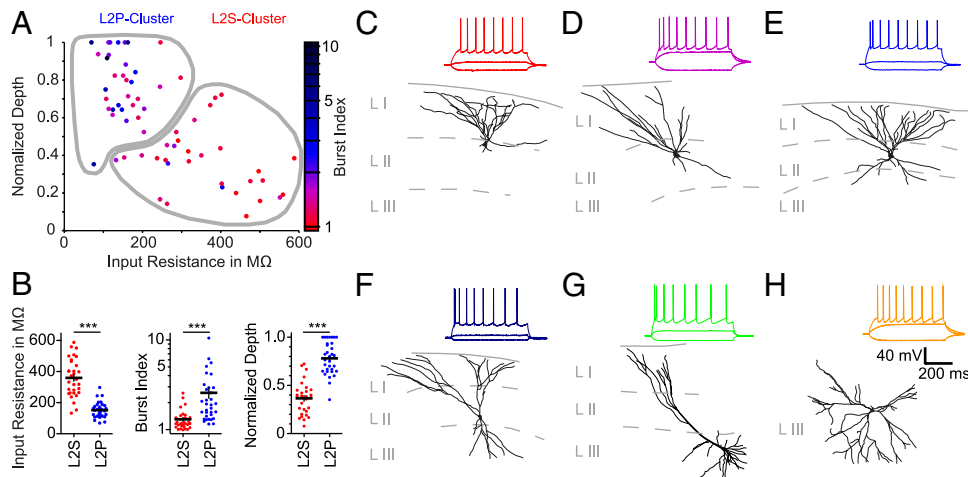 A
L2P-Cluster
L2S-Cluster
Nomalized Depth
1
0.8
0.6
0.4
0.2
0
0
200
400
600
Input Resistance in MΩ
10
5
1
Burst Index
B
Input Resistance in MΩ
600
400
200
0
***
L2S
L2P
Burst Index
10
5
1
***
L2S
L2P
Normalized Depth
1.0
0.5
0
***
L2S
L2P
C
L I
L II
L III
D
L I
L II
L III
E
L I
L II
L III
F
L I
L II
L III
G
L I
L II
L III
H
40 mV
200 ms
L III